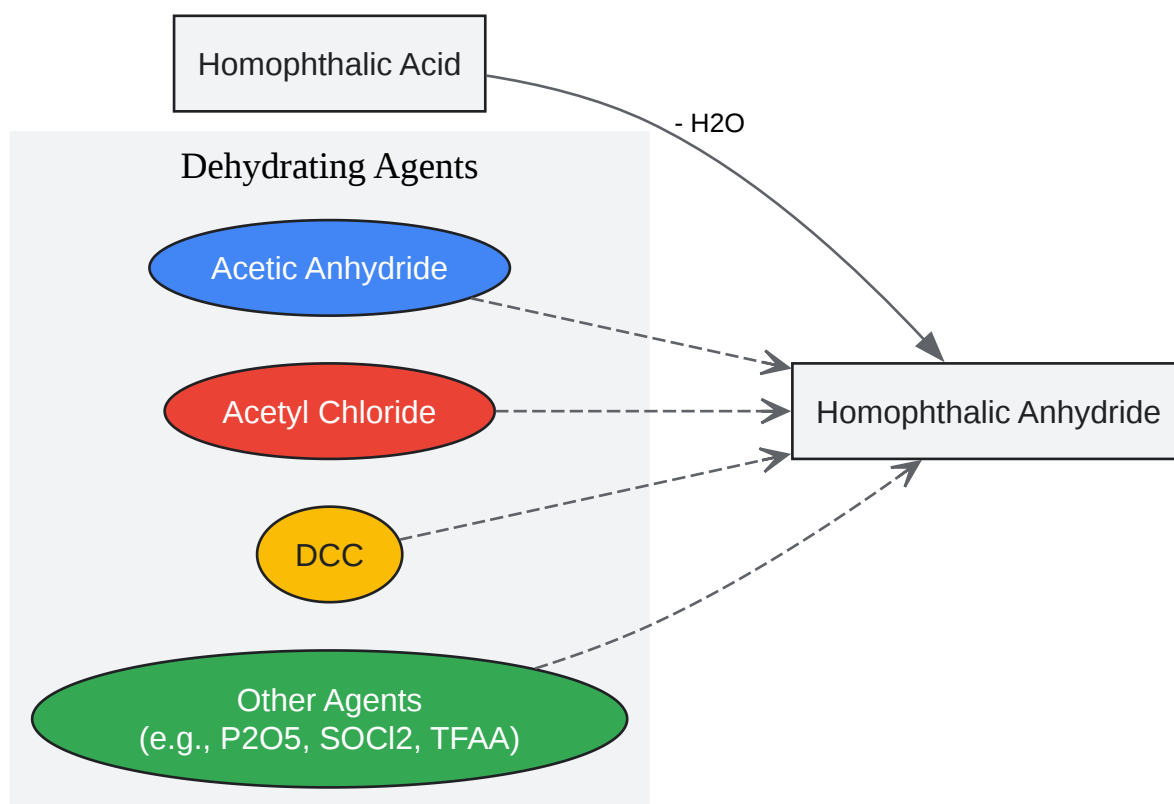 Homophthalic Acid
- H2O
Dehydrating Agents
Acetic Anhydride
Acetyl Chloride
Homophthalic Anhydride
DCC
Other Agents
(e.g., P2O5, SOCl2, TFAA)